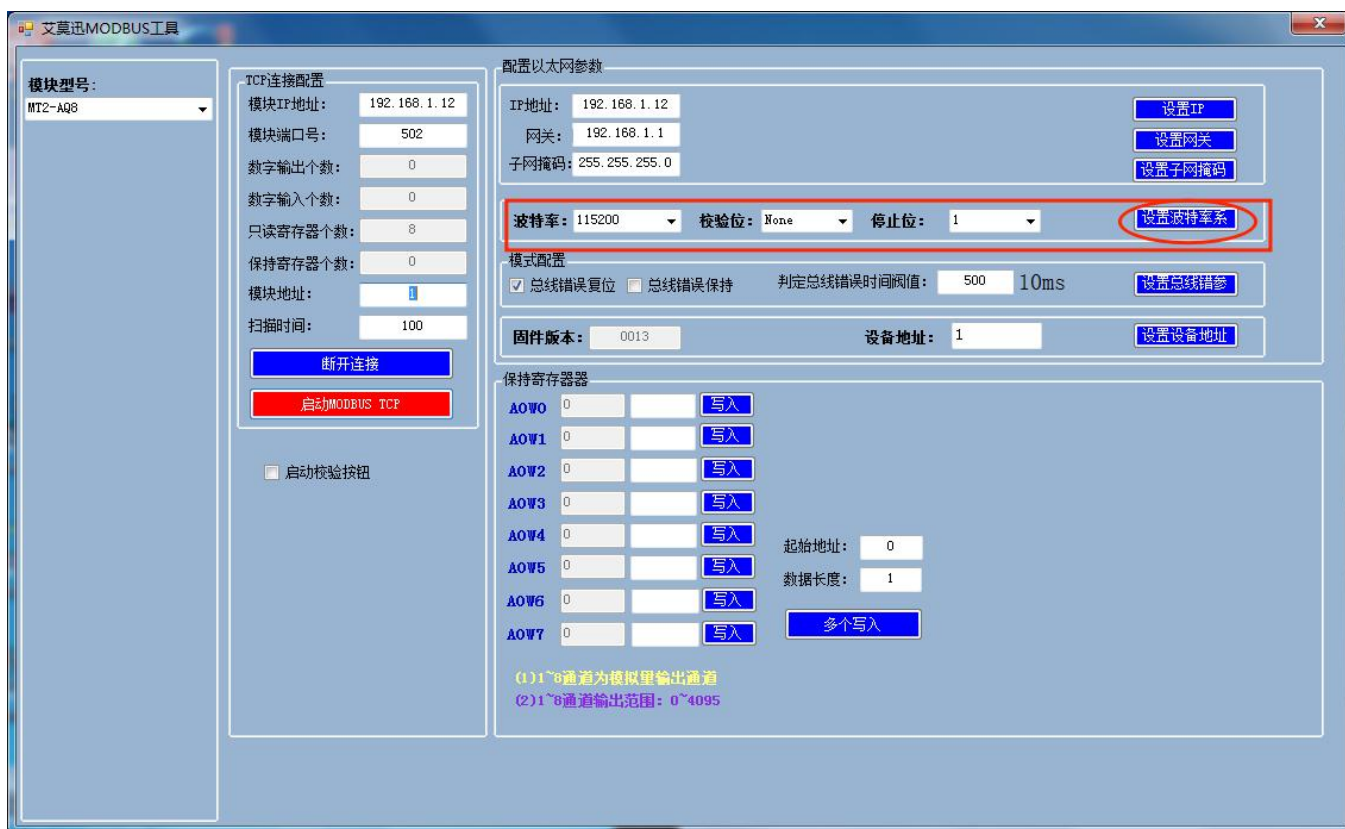 艾莫迅MODBUS工具
模块型号:
MT2-AQ8
TCP连接配置
模块IP地址: 192.168.1.12
模块端口号: 502
数字输出个数: 0
数字输入个数: 0
只读寄存器个数: 8
保持寄存器个数: 0
模块地址: 1
扫描时间: 100
断开连接
启动MODBUS TCP
启动校验按钮
配置以太网参数
IP地址: 192.168.1.12 设置IP
网关: 192.168.1.1 设置网关
子网掩码: 255.255.255.0 设置子网掩码
波特率: 115200 校验位: None 停止位: 1 设置波特率系
模式配置
总线错误复位 总线错误保持 判定总线错误时间阀值: 500 10ms 设置总线错参
固件版本: 0013 设备地址: 1 设置设备地址
保持寄存器器
AOW0 0 写入
AOW1 0 写入
AOW2 0 写入
AOW3 0 写入
AOW4 0 写入
AOW5 0 写入
AOW6 0 写入
AOW7 0 写入
起始地址: 0
数据长度: 1
多个写入
(1)1~8通道为模拟里输出通道
(2)1~8通道输出范围: 0~4095